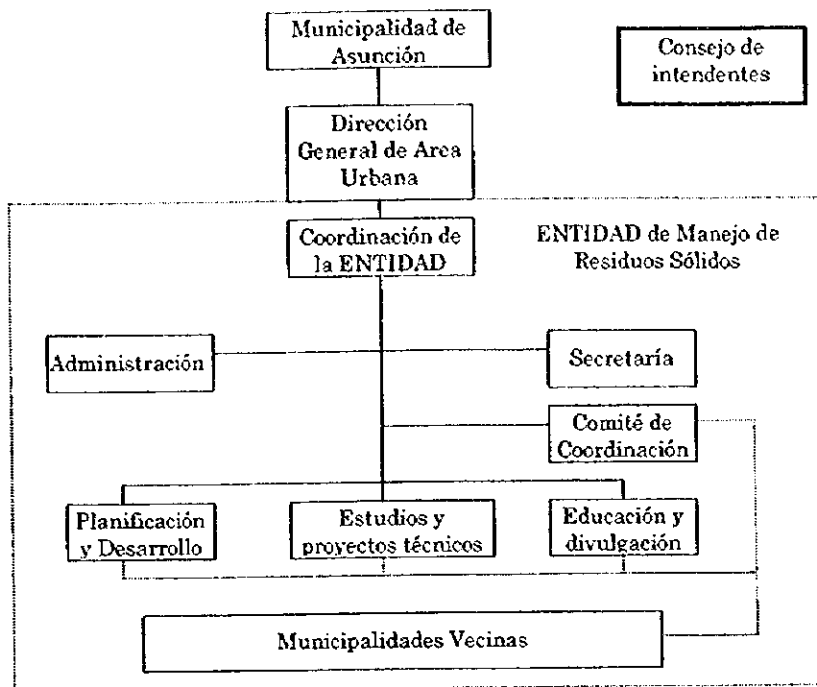 Municipalidad de
Asunción
Consejo de
intendentes
Dirección
General de Area
Urbana
Coordinación de
la ENTIDAD
ENTIDAD de Manejo de
Residuos Sólidos
Administración
Secretaría
Comité de
Coordinación
Planificación
y Desarrollo
Estudios y
proyectos técnicos
Educación y
divulgación
Municipalidades Vecinas